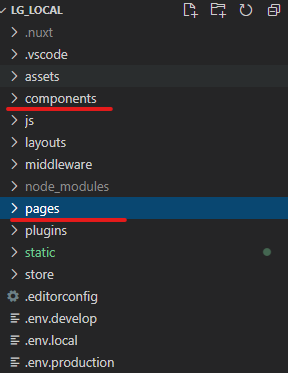 LG_LOCAL
.nuxt
.vscode
assets
components
js
layouts
middleware
node_modules
pages
plugins
static
store
.editorconfig
.env.develop
.env.local
.env.production